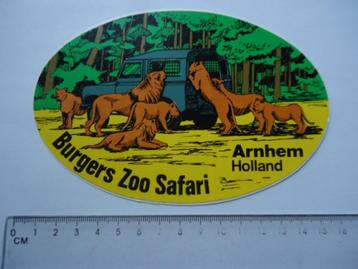 Burgers Zoo Safari
Arnhem
Holland
0 1 2 3 4 5 6 7 8 9 10 11 12 13 14 15 16
CM